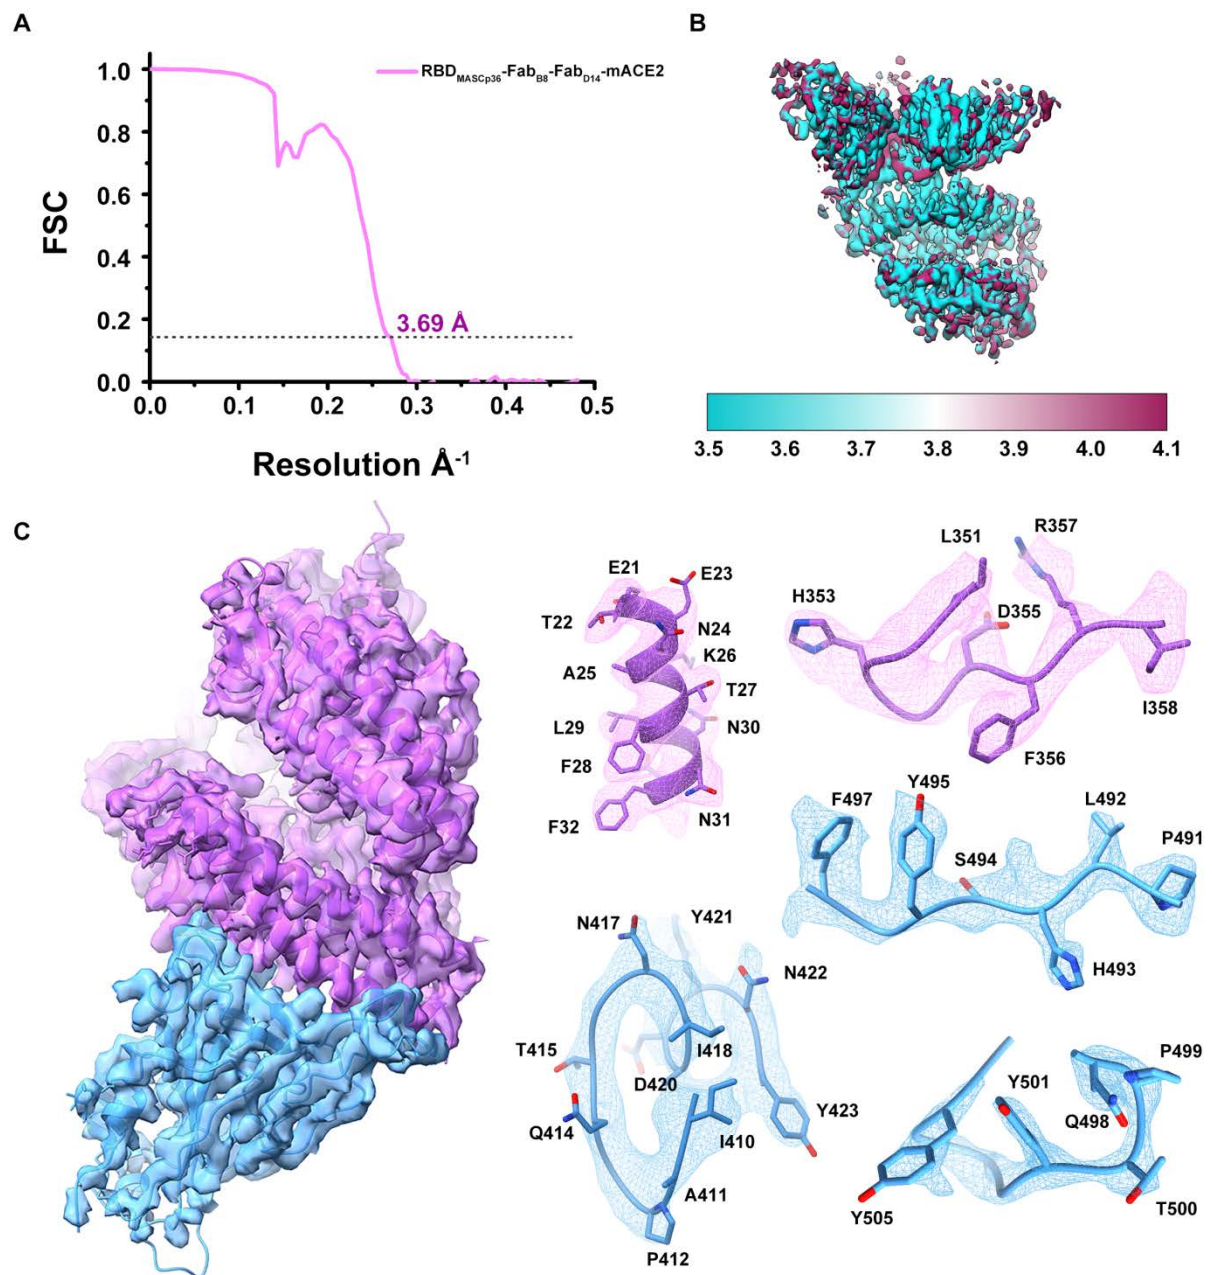 A
B
RBD_MASCp36-Fab_B8-Fab_D14-mACE2
1.0
0.8
0.6
0.4
0.2
0.0
FSC
3.69 Å
0.0 0.1 0.2 0.3 0.4 0.5
Resolution Å-1
3.5 3.6 3.7 3.8 3.9 4.0 4.1
C
E21
E23
T22
N24
K26
A25
T27
L29
N30
F28
F32
N31
R357
L351
H353
D355
I358
F356
Y495
F497
L492
P491
S494
H493
N417
Y421
N422
T415
I418
D420
Q414
I410
Y423
A411
P412
P499
Y501
Q498
Y505
T500